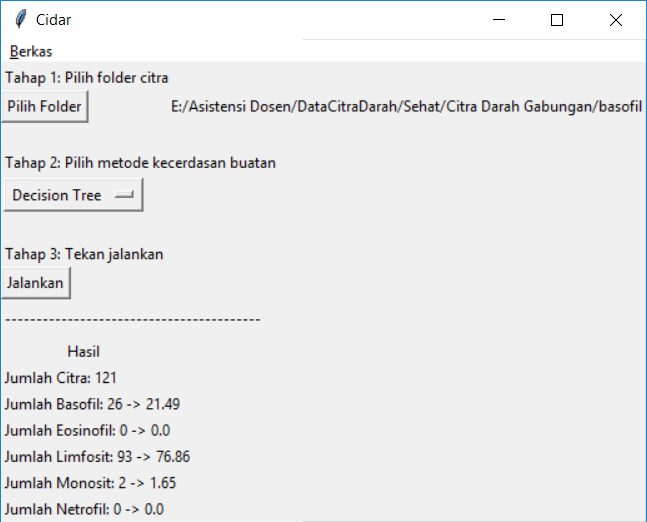 Cidar
Berkas
Tahap 1: Pilih folder citra
Pilih Folder E:/Asistensi Dosen/DataCitraDarah/Sehat/Citra Darah Gabungan/basofil
Tahap 2: Pilih metode kecerdasan buatan
Decision Tree
Tahap 3: Tekan jalankan
Jalankan
-----------------------------------------
Hasil
Jumlah Citra: 121
Jumlah Basofil: 26 -> 21.49
Jumlah Eosinofil: 0 -> 0.0
Jumlah Limfosit: 93 -> 76.86
Jumlah Monosit: 2 -> 1.65
Jumlah Netrofil: 0 -> 0.0